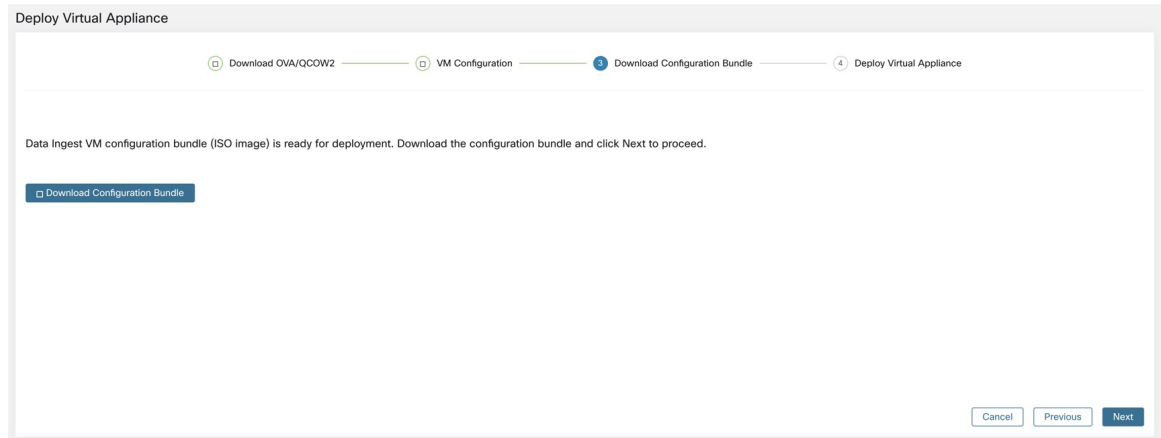 Deploy Virtual Appliance
Download OVA/QCOW2 VM Configuration 3 Download Configuration Bundle 4 Deploy Virtual Appliance
Data Ingest VM configuration bundle (ISO image) is ready for deployment. Download the configuration bundle and click Next to proceed.
Download Configuration Bundle
Cancel Previous Next